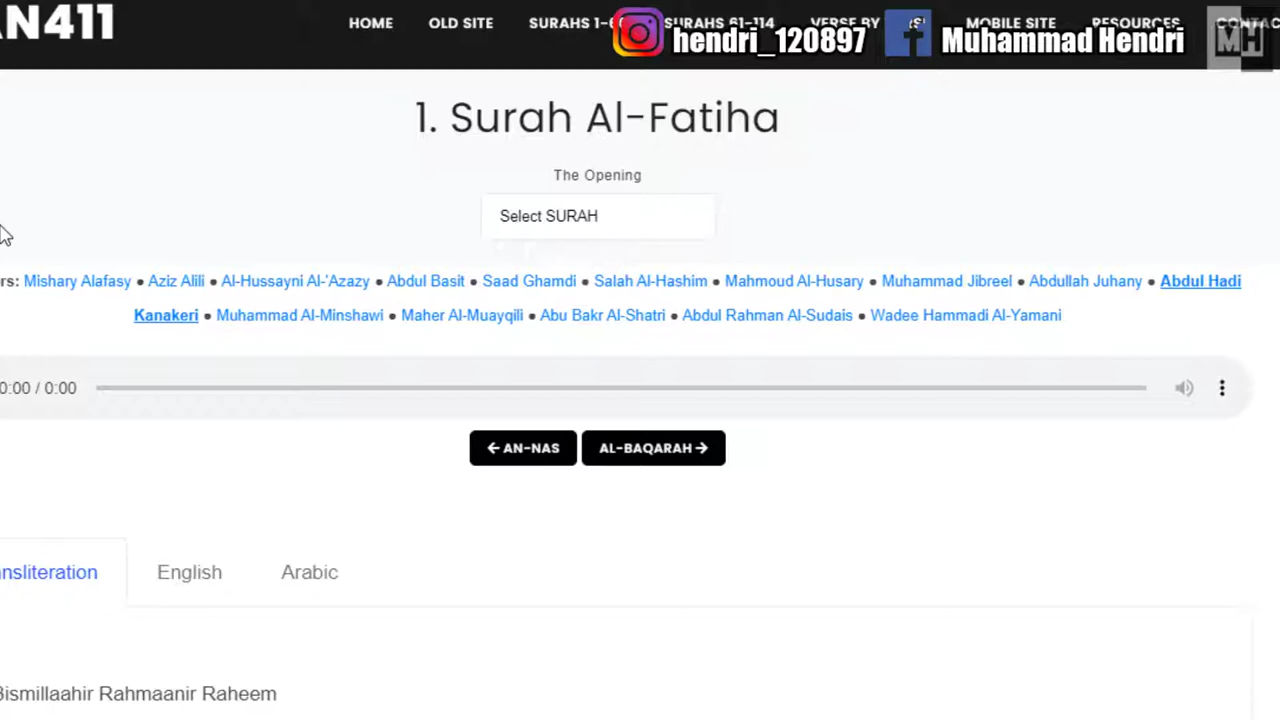 AN411 HOME OLD SITE SURAHS 1-60 SURAHS 61-114 VERSE BY MOBILE SITE RESOURCES CONTAC
hendri_120897 Muhammad Hendri MH
1. Surah Al-Fatiha
The Opening
Select SURAH
rs: Mishary Alafasy ● Aziz Alili ● Al-Hussayni Al-'Azazy ● Abdul Basit ● Saad Ghamdi ● Salah Al-Hashim ● Mahmoud Al-Husary ● Muhammad Jibreel ● Abdullah Juhany ● Abdul Hadi
Kanakeri ● Muhammad Al-Minshawi ● Maher Al-Muayqili ● Abu Bakr Al-Shatri ● Abdul Rahman Al-Sudais ● Wadee Hammadi Al-Yamani
0:00 / 0:00
← AN-NAS AL-BAQARAH →
nsliteration English Arabic
Bismillaahir Rahmaanir Raheem